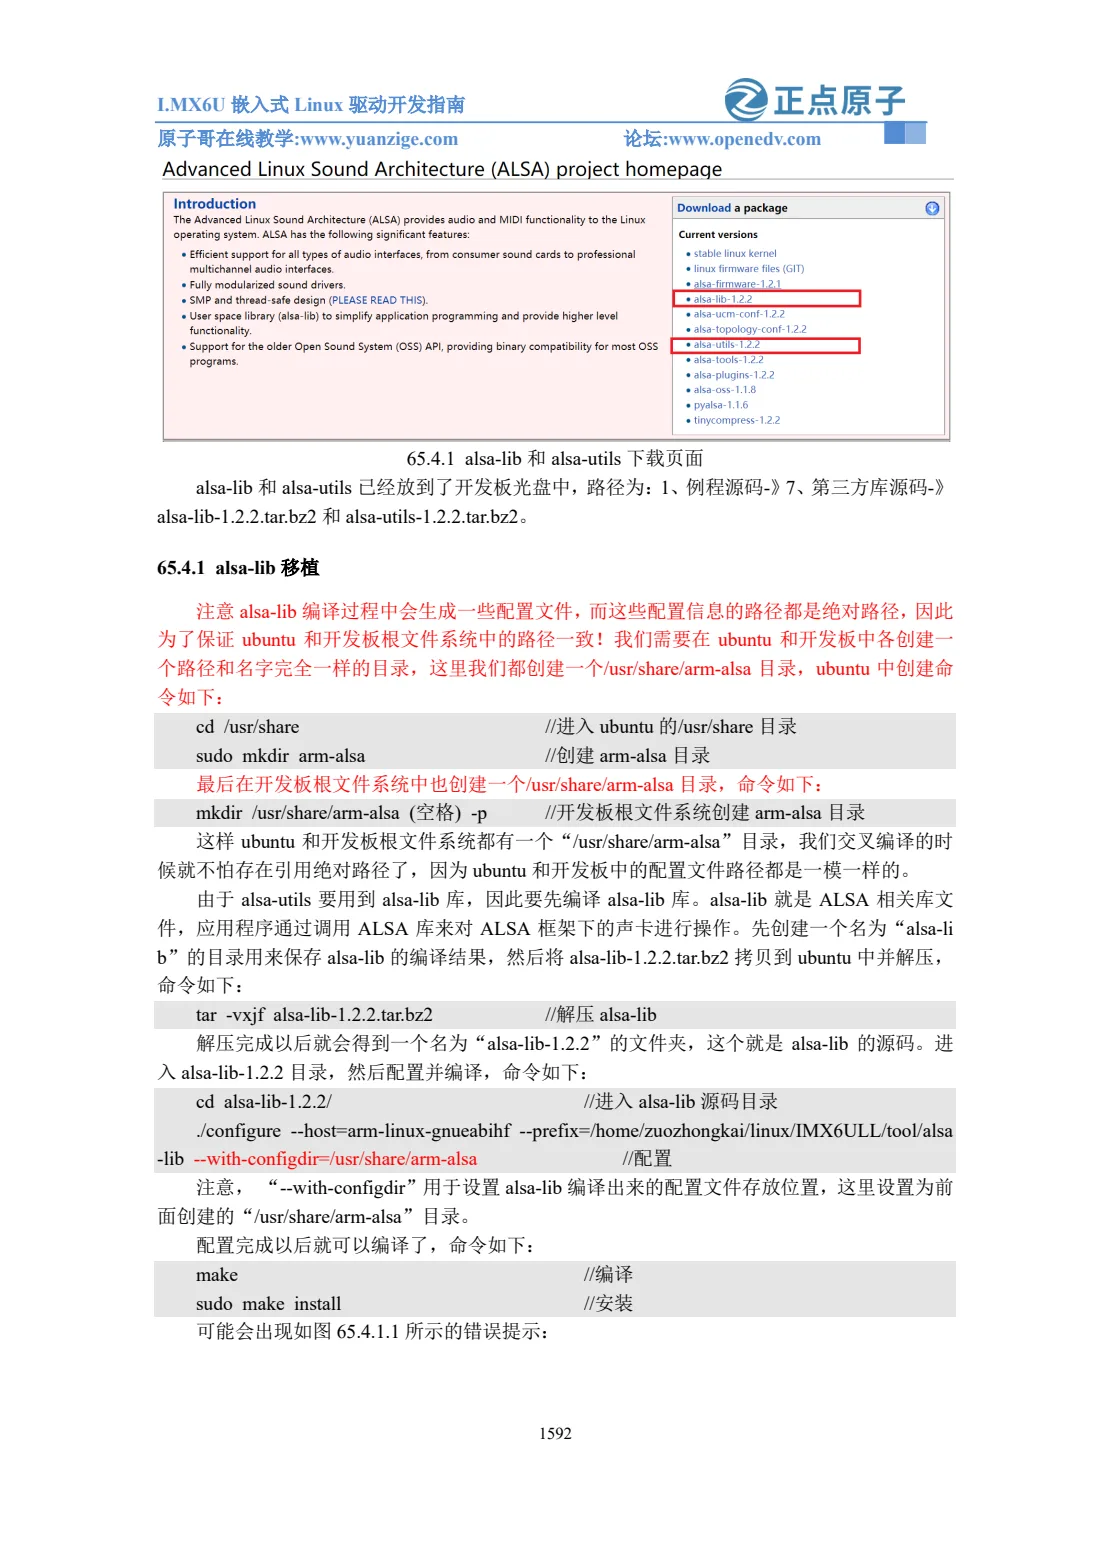 I.MX6U 嵌入式 Linux 驱动开发指南
正点原子
原子哥在线教学:www.yuanzige.com
论坛:www.openedv.com
Advanced Linux Sound Architecture (ALSA) project homepage
Introduction
The Advanced Linux Sound Architecture (ALSA) provides audio and MIDI functionality to the Linux
operating system. ALSA has the following significant features:
• Efficient support for all types of audio interfaces, from consumer sound cards to professional
multichannel audio interfaces.
• Fully modularized sound drivers.
• SMP and thread-safe design (PLEASE READ THIS).
• User space library (alsa-lib) to simplify application programming and provide higher level
functionality.
• Support for the older Open Sound System (OSS) API, providing binary compatibility for most OSS
programs.
Download a package
Current versions
• stable linux kernel
• linux firmware files (GIT)
• alsa-firmware-1.2.1
• alsa-lib-1.2.2
• alsa-ucm-conf-1.2.2
• alsa-topology-conf-1.2.2
• alsa-utils-1.2.2
• alsa-tools-1.2.2
• alsa-plugins-1.2.2
• alsa-oss-1.1.8
• pyalsa-1.1.6
• tinycompress-1.2.2
65.4.1 alsa-lib 和 alsa-utils 下载页面
alsa-lib 和 alsa-utils 已经放到了开发板光盘中，路径为：1、例程源码-》7、第三方库源码-》
alsa-lib-1.2.2.tar.bz2 和 alsa-utils-1.2.2.tar.bz2。
65.4.1 alsa-lib 移植
注意 alsa-lib 编译过程中会生成一些配置文件，而这些配置信息的路径都是绝对路径，因此
为了保证 ubuntu 和开发板根文件系统中的路径一致！我们需要在 ubuntu 和开发板中各创建一
个路径和名字完全一样的目录，这里我们都创建一个/usr/share/arm-alsa 目录，ubuntu 中创建命
令如下：
cd /usr/share //进入 ubuntu 的/usr/share 目录
sudo mkdir arm-alsa //创建 arm-alsa 目录
最后在开发板根文件系统中也创建一个/usr/share/arm-alsa 目录，命令如下：
mkdir /usr/share/arm-alsa (空格) -p //开发板根文件系统创建 arm-alsa 目录
这样 ubuntu 和开发板根文件系统都有一个“/usr/share/arm-alsa”目录，我们交叉编译的时
候就不怕存在引用绝对路径了，因为 ubuntu 和开发板中的配置文件路径都是一模一样的。
由于 alsa-utils 要用到 alsa-lib 库，因此要先编译 alsa-lib 库。alsa-lib 就是 ALSA 相关库文
件，应用程序通过调用 ALSA 库来对 ALSA 框架下的声卡进行操作。先创建一个名为“alsa-li
b”的目录用来保存 alsa-lib 的编译结果，然后将 alsa-lib-1.2.2.tar.bz2 拷贝到 ubuntu 中并解压，
命令如下：
tar -vxjf alsa-lib-1.2.2.tar.bz2 //解压 alsa-lib
解压完成以后就会得到一个名为“alsa-lib-1.2.2”的文件夹，这个就是 alsa-lib 的源码。进
入 alsa-lib-1.2.2 目录，然后配置并编译，命令如下：
cd alsa-lib-1.2.2/ //进入 alsa-lib 源码目录
./configure --host=arm-linux-gnueabihf --prefix=/home/zuozhongkai/linux/IMX6ULL/tool/alsa
-lib --with-configdir=/usr/share/arm-alsa //配置
注意， “--with-configdir”用于设置 alsa-lib 编译出来的配置文件存放位置，这里设置为前
面创建的“/usr/share/arm-alsa”目录。
配置完成以后就可以编译了，命令如下：
make //编译
sudo make install //安装
可能会出现如图 65.4.1.1 所示的错误提示：
1592